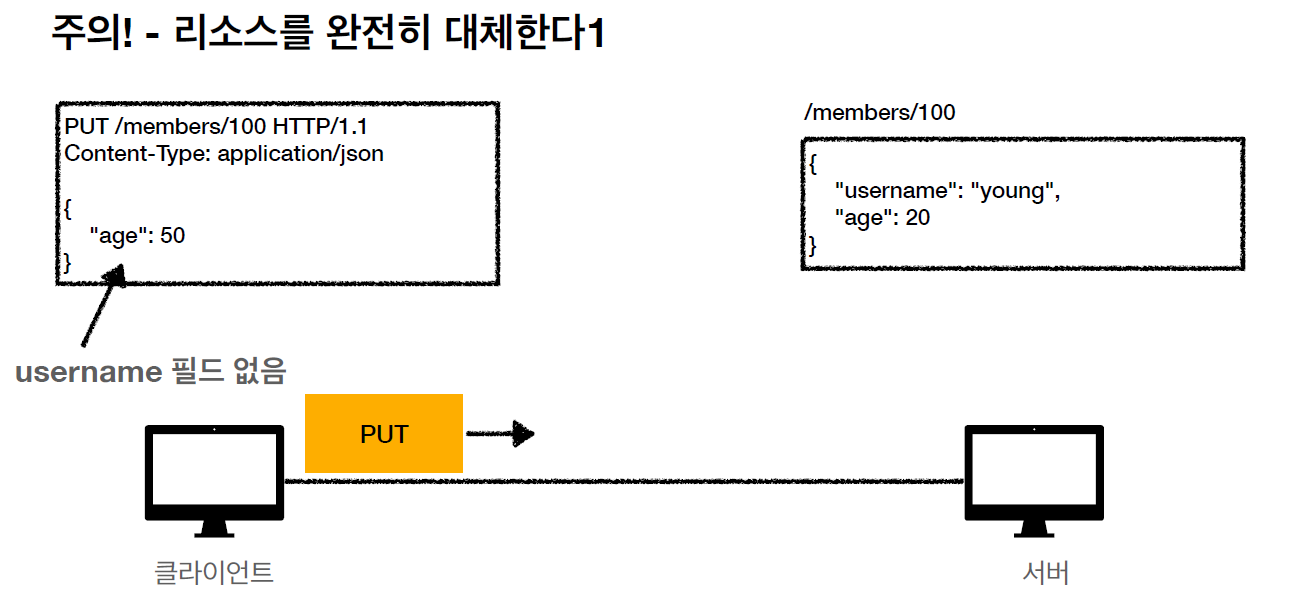 주의! - 리소스를 완전히 대체한다1
PUT /members/100 HTTP/1.1
Content-Type: application/json
{
"age": 50
}
username 필드 없음
/members/100
{
"username": "young",
"age": 20
}
PUT
클라이언트
서버